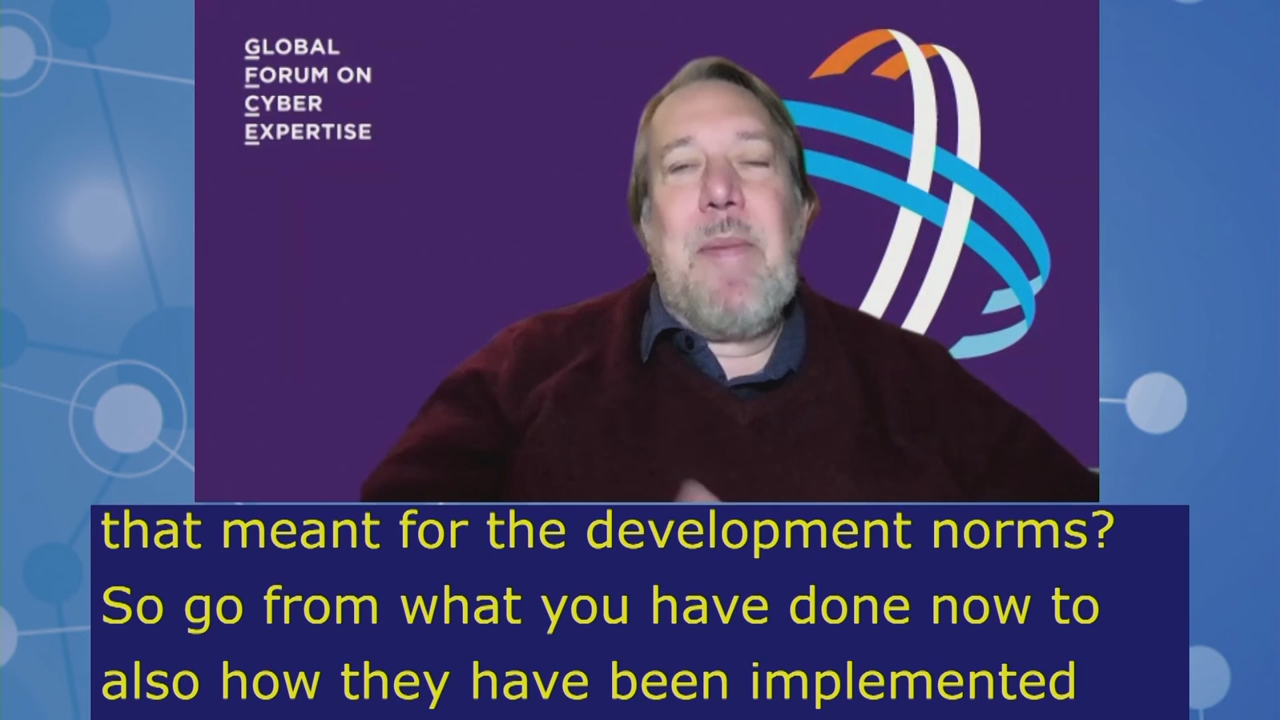 GLOBAL
FORUM ON
CYBER
EXPERTISE
that meant for the development norms?
So go from what you have done now to
also how they have been implemented